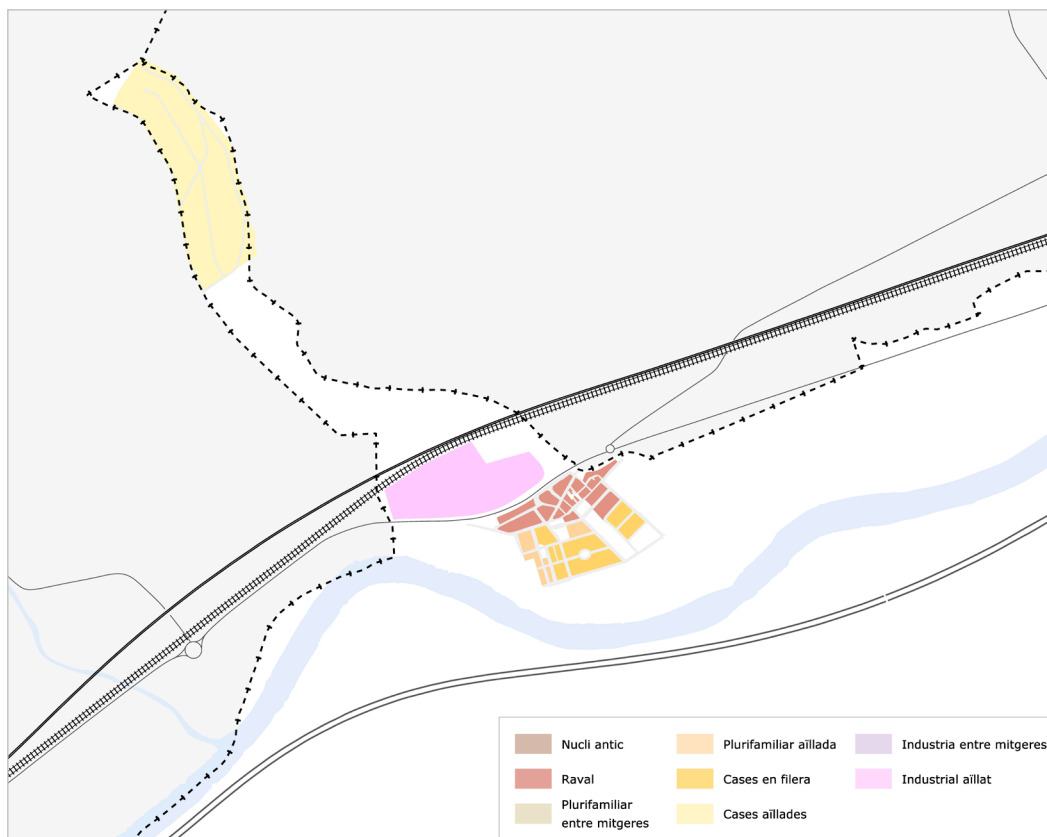 Nucli antic
Raval
Plurifamiliar
entre mitgeres
Plurifamiliar aïllada
Cases en filera
Cases aïllades
Industria entre mitgeres
Industrial aïllat